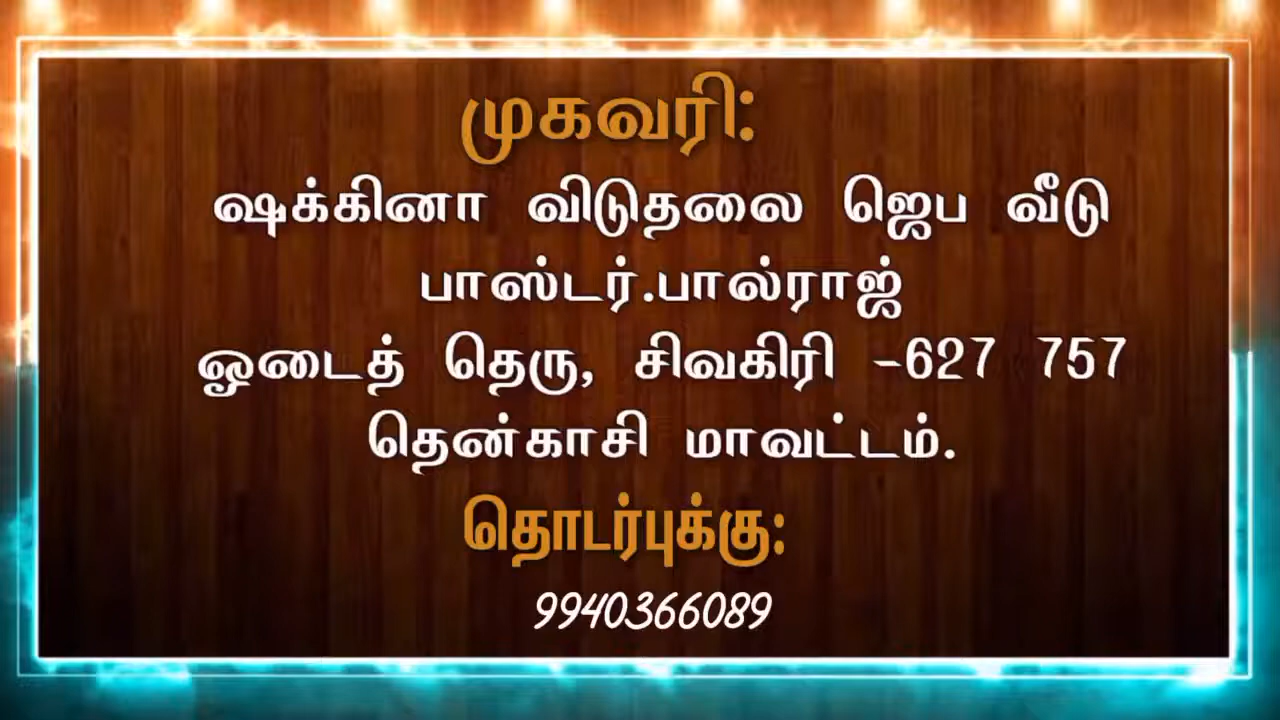 முகவரி:
ஷக்கினா விடுதலை ஜெப வீடு
பாஸ்டர்.பால்ராஜ்
ஓடைத் தெரு, சிவகிரி -627 757
தென்காசி மாவட்டம்.
தொடர்புக்கு:
9940366089